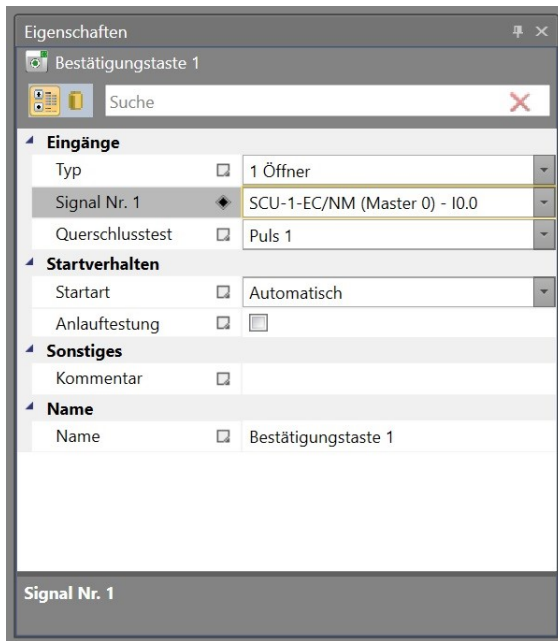 Eigenschaften
Bestätigungstaste 1
Suche
Eingänge
Typ 1 Öffner
Signal Nr. 1 SCU-1-EC/NM (Master 0) - I0.0
Querschlusstest Puls 1
Startverhalten
Startart Automatisch
Anlauftestung
Sonstiges
Kommentar
Name
Name Bestätigungstaste 1
Signal Nr. 1